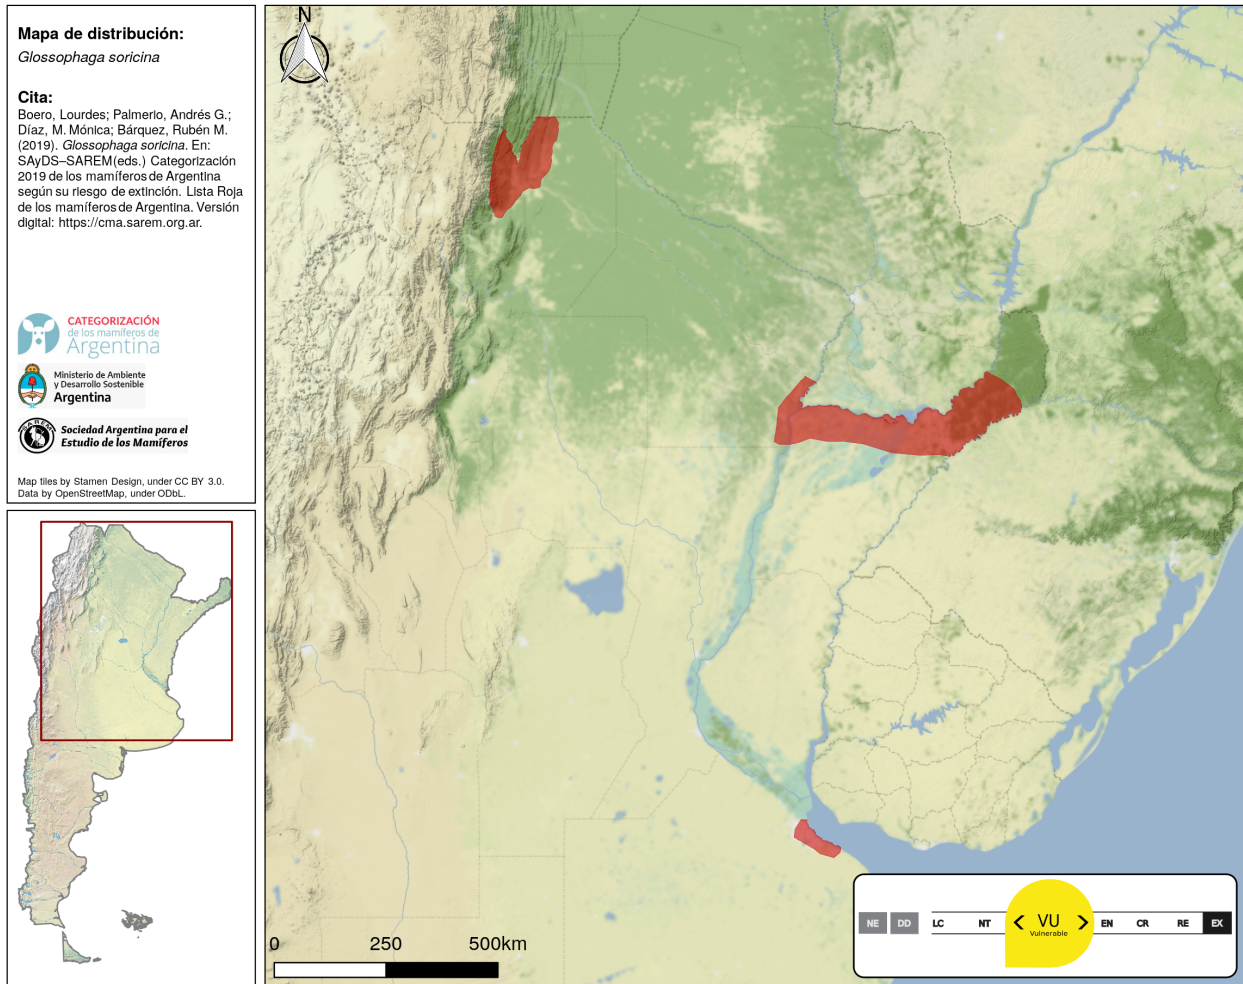 Mapa de distribución:
Glossophaga soricina
Cita:
Boero, Lourdes; Palmerio, Andrés G.;
Díaz, M. Mónica; Bárquez, Rubén M.
(2019). Glossophaga soricina. En:
SAyDS–SAREM(eds.) Categorización
2019 de los mamíferos de Argentina
según su riesgo de extinción. Lista Roja
de los mamíferos de Argentina. Versión
digital: https://cma.sarem.org.ar.
CATEGORIZACIÓN
de los mamíferos de
Argentina
Ministerio de Ambiente
y Desarrollo Sostenible
Argentina
SAREM
Sociedad Argentina para el
Estudio de los Mamíferos
Map tiles by Stamen Design, under CC BY 3.0.
Data by OpenStreetMap, under ODbL.
N
0 250 500km
NE DD LC NT VU EN CR RE EX
Vulnerable